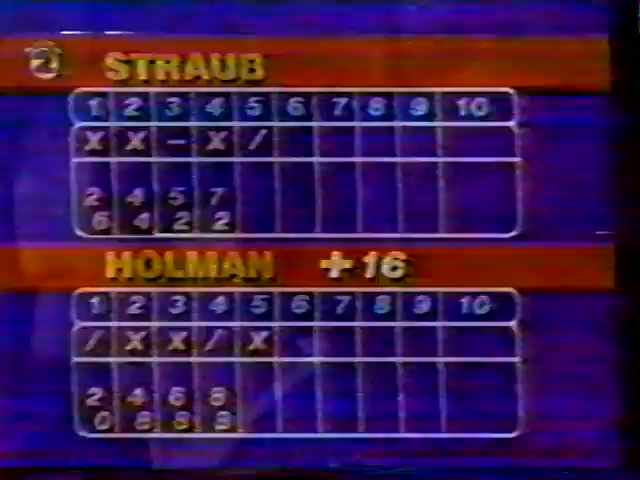 STRAUB
1 2 3 4 5 6 7 8 9 10
X X - X /
2 4 5 7
6 4 2 2
HOLMAN +16
1 2 3 4 5 6 7 8 9 10
/ X X / X
2 4 6 8
0 8 8 8